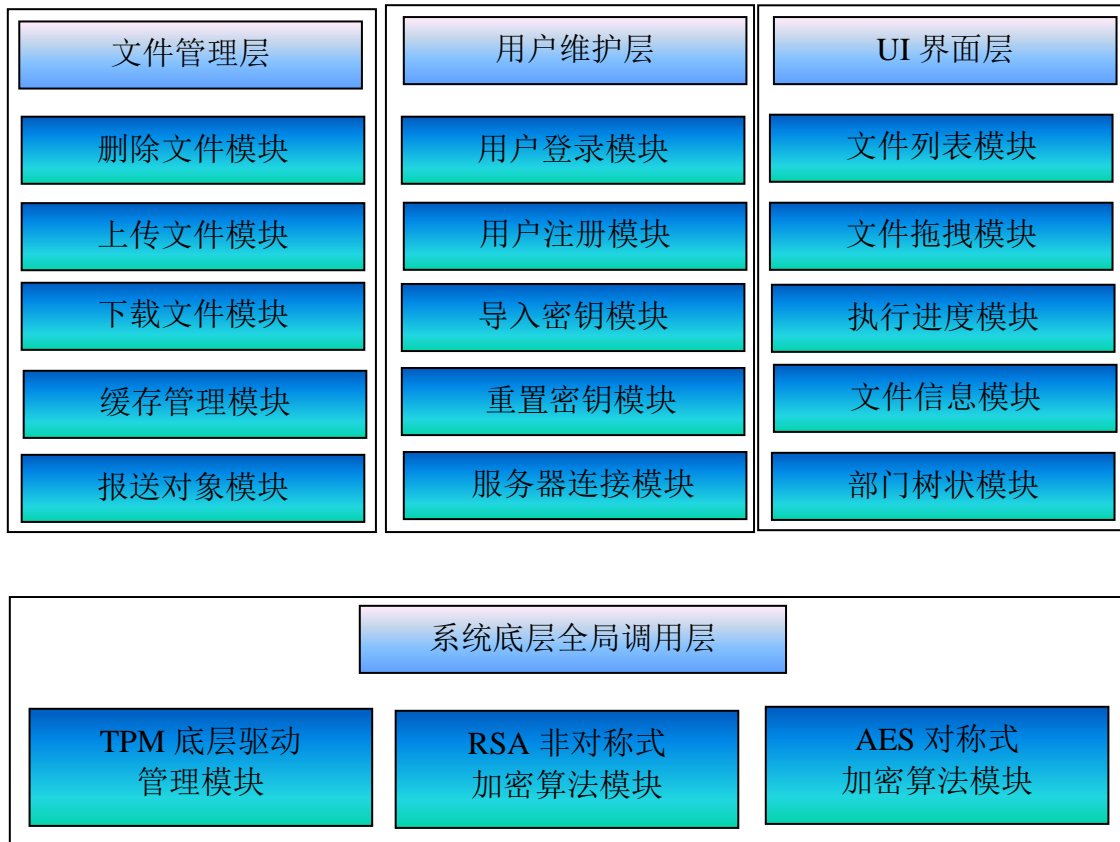 文件管理层
删除文件模块
上传文件模块
下载文件模块
缓存管理模块
报送对象模块
用户维护层
用户登录模块
用户注册模块
导入密钥模块
重置密钥模块
服务器连接模块
UI 界面层
文件列表模块
文件拖拽模块
执行进度模块
文件信息模块
部门树状模块
系统底层全局调用层
TPM 底层驱动
管理模块
RSA 非对称式
加密算法模块
AES 对称式
加密算法模块